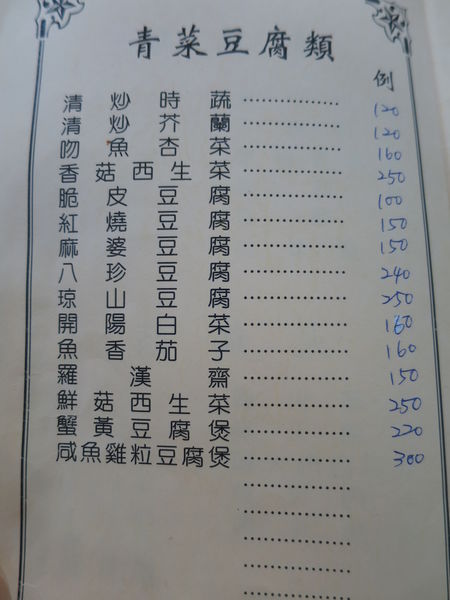 青菜豆腐類
例
清炒時蔬 120
清炒芥蘭 120
吻魚杏菜 160
香菇西生菜 250
脆皮豆腐 100
紅燒豆腐 150
麻婆豆腐 150
八珍豆腐 240
琼山豆腐 250
開陽白菜 160
魚香茄子 160
羅漢齋 150
鮮菇西生菜 250
蟹黃豆腐煲 220
咸魚雞粒豆腐煲 300